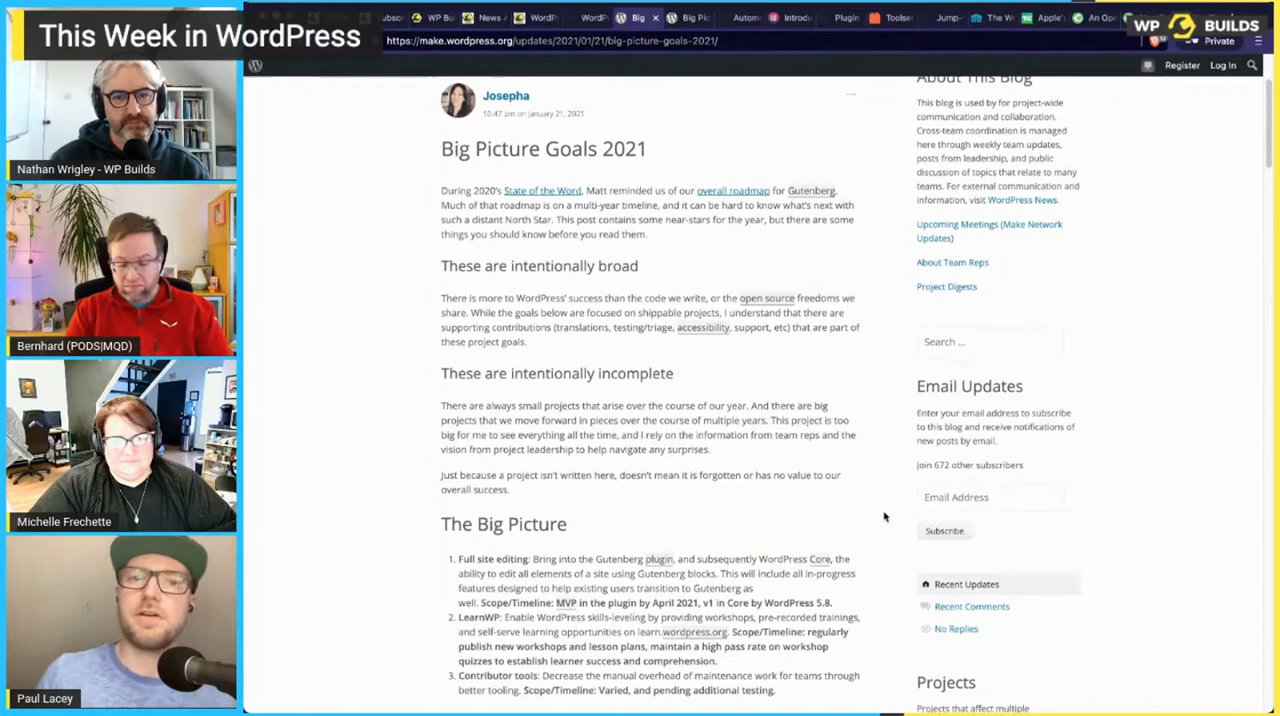 This Week in WordPress
WP BUILDS
Subscr
WP Bu
News
WordP
WordP
Big
Big Pic
Autom
Introdu
Plugin
Toolse
Jump-
The W
Apple'
An Op
https://make.wordpress.org/updates/2021/01/21/big-picture-goals-2021/
Private
Register
Log In
Nathan Wrigley - WP Builds
Bernhard (PODS|MQD)
Michelle Frechette
Paul Lacey
Josepha
10:47 pm on January 21, 2021
Big Picture Goals 2021
During 2020's State of the Word, Matt reminded us of our overall roadmap for Gutenberg.
Much of that roadmap is on a multi-year timeline, and it can be hard to know what's next with
such a distant North Star. This post contains some near-stars for the year, but there are some
things you should know before you read them.
These are intentionally broad
There is more to WordPress' success than the code we write, or the open source freedoms we
share. While the goals below are focused on shippable projects, I understand that there are
supporting contributions (translations, testing/triage, accessibility, support, etc) that are part of
these project goals.
These are intentionally incomplete
There are always small projects that arise over the course of our year. And there are big
projects that we move forward in pieces over the course of multiple years. This project is too
big for me to see everything all the time, and I rely on the information from team reps and the
vision from project leadership to help navigate any surprises.
Just because a project isn't written here, doesn't mean it is forgotten or has no value to our
overall success.
The Big Picture
1. Full site editing: Bring into the Gutenberg plugin, and subsequently WordPress Core, the
ability to edit all elements of a site using Gutenberg blocks. This will include all in-progress
features designed to help existing users transition to Gutenberg as
well. Scope/Timeline: MVP in the plugin by April 2021, v1 in Core by WordPress 5.8.
2. LearnWP: Enable WordPress skills-leveling by providing workshops, pre-recorded trainings,
and self-serve learning opportunities on learn.wordpress.org. Scope/Timeline: regularly
publish new workshops and lesson plans, maintain a high pass rate on workshop
quizzes to establish learner success and comprehension.
3. Contributor tools: Decrease the manual overhead of maintenance work for teams through
better tooling. Scope/Timeline: Varied, and pending additional testing.
About This Blog
This blog is used by for project-wide
communication and collaboration.
Cross-team coordination is managed
here through weekly team updates,
posts from leadership, and public
discussion of topics that relate to many
teams. For external communication and
information, visit WordPress News.
Upcoming Meetings (Make Network
Updates)
About Team Reps
Project Digests
Search ...
Email Updates
Enter your email address to subscribe
to this blog and receive notifications of
new posts by email.
Join 672 other subscribers
Email Address
Subscribe
Recent Updates
Recent Comments
No Replies
Projects
Projects that affect multiple